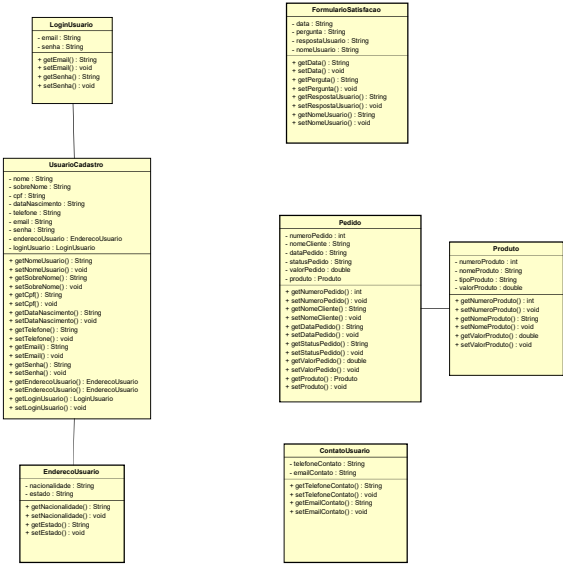 LoginUsuario
- email : String
- senha : String
+ getEmail() : String
+ setEmail() : void
+ getSenha() : String
+ setSenha() : void
FormularioSatisfacao
- data : String
- pergunta : String
- respostaUsuario : String
- nomeUsuario : String
+ getData() : String
+ setData() : void
+ getPerguta() : String
+ setPergunta() : void
+ getRespostaUsuario() : String
+ setRespostaUsuario() : void
+ getNomeUsuario() : String
+ setNomeUsuario() : void
UsuarioCadastro
- nome : String
- sobreNome : String
- cpf : String
- dataNascimento : String
- telefone : String
- email : String
- senha : String
- enderecoUsuario : EnderecoUsuario
- loginUsuario : LoginUsuario
+ getNomeUsuario() : String
+ setNomeUsuario() : void
+ getSobreNome() : String
+ setSobreNome() : void
+ getCpf() : String
+ setCpf() : void
+ getDataNascimento() : String
+ setDataNascimento() : void
+ getTelefone() : String
+ setTelefone() : void
+ getEmail() : String
+ setEmail() : void
+ getSenha() : String
+ setSenha() : void
+ getEnderecoUsuario() : EnderecoUsuario
+ setEnderecoUsuario() : EnderecoUsuario
+ getLoginUsuario() : LoginUsuario
+ setLoginUsuario() : void
Pedido
- numeroPedido : int
- nomeCliente : String
- dataPedido : String
- statusPedido : String
- valorPedido : double
- produto : Produto
+ getNumeroPedido() : int
+ setNumeroPedido() : void
+ getNomeCliente() : String
+ setNomeCliente() : void
+ getDataPedido() : String
+ setDataPedido() : void
+ getStatusPedido() : String
+ setStatusPedido() : void
+ getValorPedido() : double
+ setValorPedido() : void
+ getProduto() : Produto
+ setProduto() : void
Produto
- numeroProduto : int
- nomeProduto : String
- tipoProduto : String
- valorProduto : double
+ getNumeroProduto() : int
+ setNumeroProduto() : void
+ getNomeProduto() : String
+ setNomeProduto() : void
+ getValorProduto() : double
+ setValorProduto() : void
EnderecoUsuario
- nacionalidade : String
- estado : String
+ getNacionalidade() : String
+ setNacionalidade() : void
+ getEstado() : String
+ setEstado() : void
ContatoUsuario
- telefoneContato : String
- emailContato : String
+ getTelefoneContato() : String
+ setTelefoneContato() : void
+ getEmailContato() : String
+ setEmailContato() : void